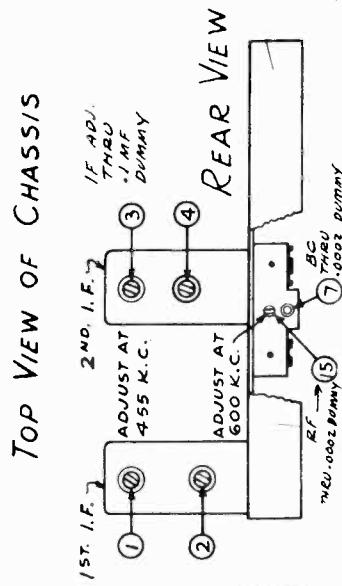 TOP VIEW OF CHASSIS
1ST. I.F.
2ND. I.F.
IF ADJ.
THRU
.1 MF
DUMMY
1
2
3
4
ADJUST AT
455 K.C.
ADJUST AT
600 K.C.
REAR VIEW
RF →
THRU .0002 DUMMY
15
7
BC
THRU
.0002 DUMMY